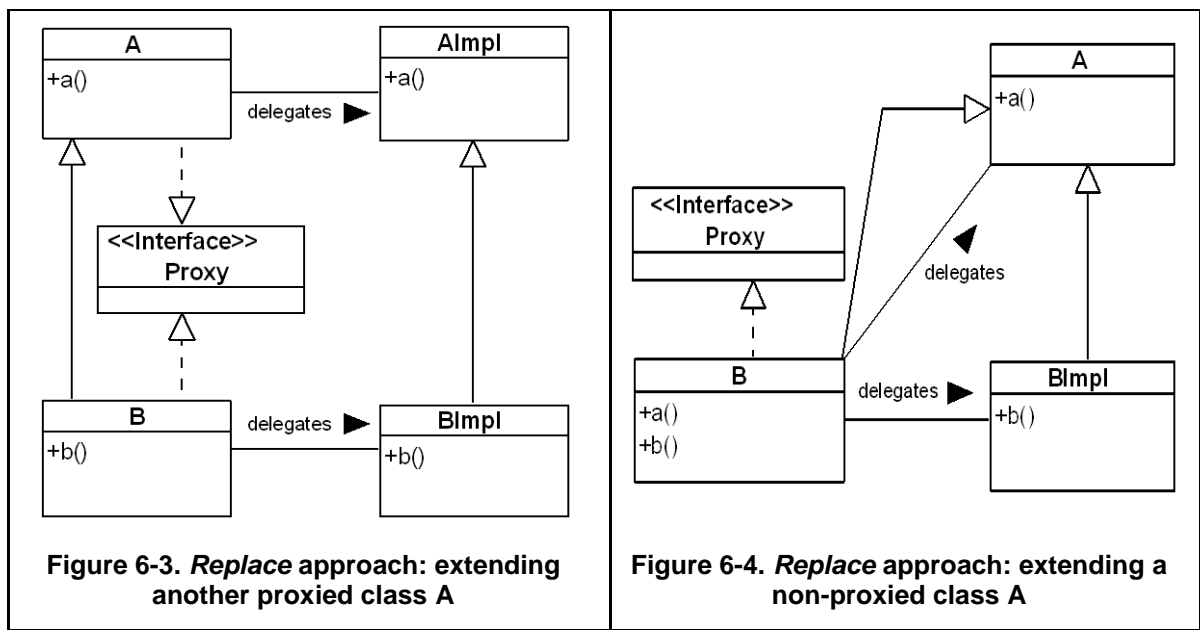 A
+a()
AImpl
+a()
delegates
<<Interface>>
Proxy
B
+b()
delegates
BImpl
+b()
Figure 6-3. Replace approach: extending
another proxied class A
A
+a()
<<Interface>>
Proxy
delegates
B
+a()
+b()
delegates
BImpl
+b()
Figure 6-4. Replace approach: extending a
non-proxied class A